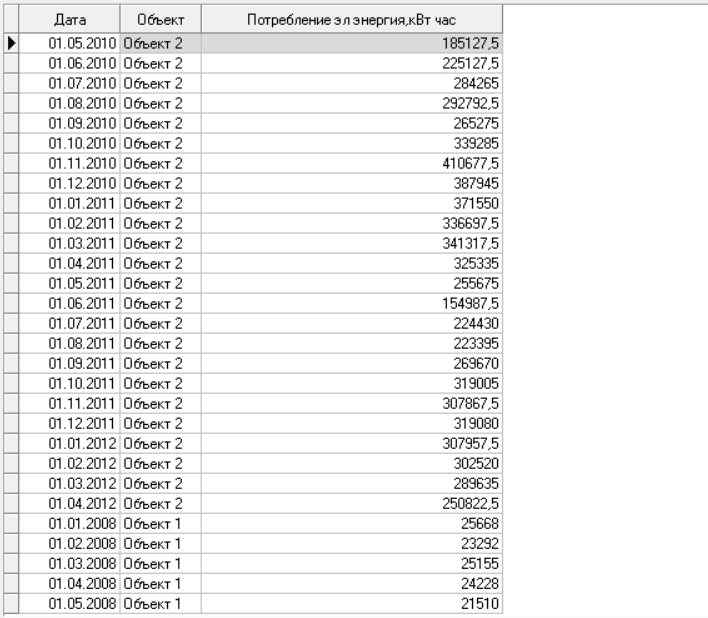 Дата Объект Потребление эл энергия,кВт час
01.05.2010 Объект 2 185127,5
01.06.2010 Объект 2 225127,5
01.07.2010 Объект 2 284265
01.08.2010 Объект 2 292792,5
01.09.2010 Объект 2 265275
01.10.2010 Объект 2 339285
01.11.2010 Объект 2 410677,5
01.12.2010 Объект 2 387945
01.01.2011 Объект 2 371550
01.02.2011 Объект 2 336697,5
01.03.2011 Объект 2 341317,5
01.04.2011 Объект 2 325335
01.05.2011 Объект 2 255675
01.06.2011 Объект 2 154987,5
01.07.2011 Объект 2 224430
01.08.2011 Объект 2 223395
01.09.2011 Объект 2 269670
01.10.2011 Объект 2 319005
01.11.2011 Объект 2 307867,5
01.12.2011 Объект 2 319080
01.01.2012 Объект 2 307957,5
01.02.2012 Объект 2 302520
01.03.2012 Объект 2 289635
01.04.2012 Объект 2 250822,5
01.01.2008 Объект 1 25668
01.02.2008 Объект 1 23292
01.03.2008 Объект 1 25155
01.04.2008 Объект 1 24228
01.05.2008 Объект 1 21510